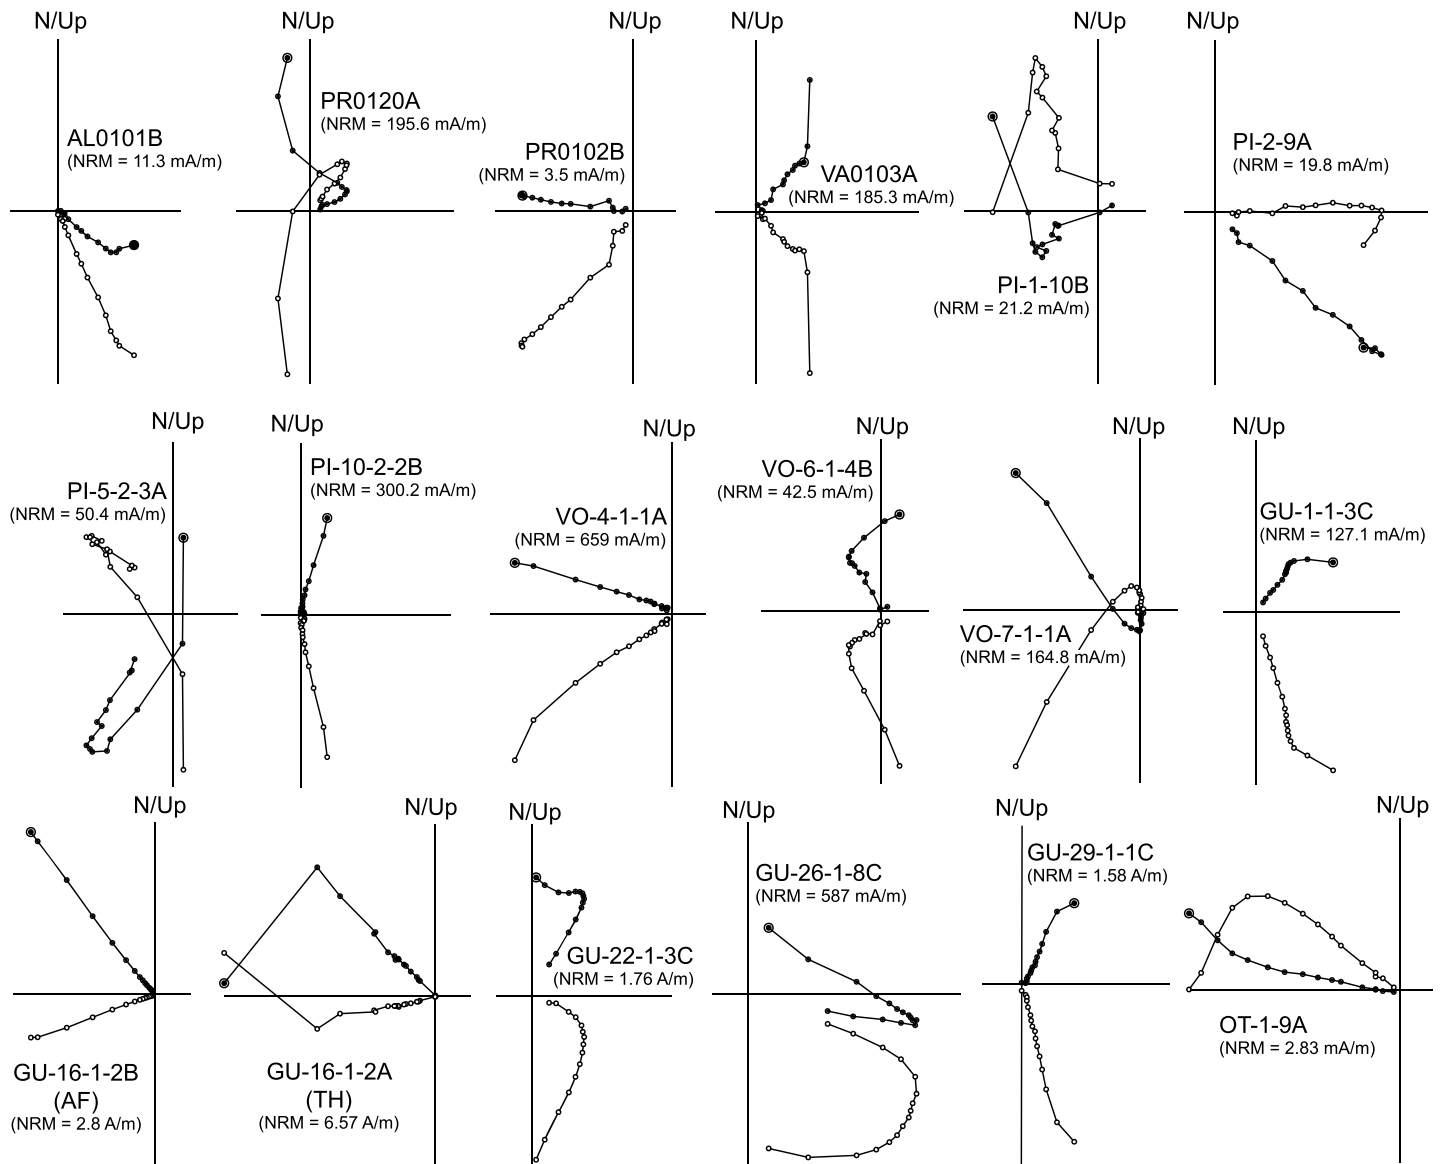 N/Up
N/Up
N/Up
N/Up
N/Up
N/Up
AL0101B
(NRM = 11.3 mA/m)
PR0120A
(NRM = 195.6 mA/m)
PR0102B
(NRM = 3.5 mA/m)
VA0103A
(NRM = 185.3 mA/m)
PI-1-10B
(NRM = 21.2 mA/m)
PI-2-9A
(NRM = 19.8 mA/m)
N/Up
N/Up
N/Up
N/Up
N/Up
N/Up
PI-5-2-3A
(NRM = 50.4 mA/m)
PI-10-2-2B
(NRM = 300.2 mA/m)
VO-4-1-1A
(NRM = 659 mA/m)
VO-6-1-4B
(NRM = 42.5 mA/m)
VO-7-1-1A
(NRM = 164.8 mA/m)
GU-1-1-3C
(NRM = 127.1 mA/m)
N/Up
N/Up
N/Up
N/Up
N/Up
N/Up
GU-16-1-2B
(AF)
(NRM = 2.8 A/m)
GU-16-1-2A
(TH)
(NRM = 6.57 A/m)
GU-22-1-3C
(NRM = 1.76 A/m)
GU-26-1-8C
(NRM = 587 mA/m)
GU-29-1-1C
(NRM = 1.58 A/m)
OT-1-9A
(NRM = 2.83 mA/m)